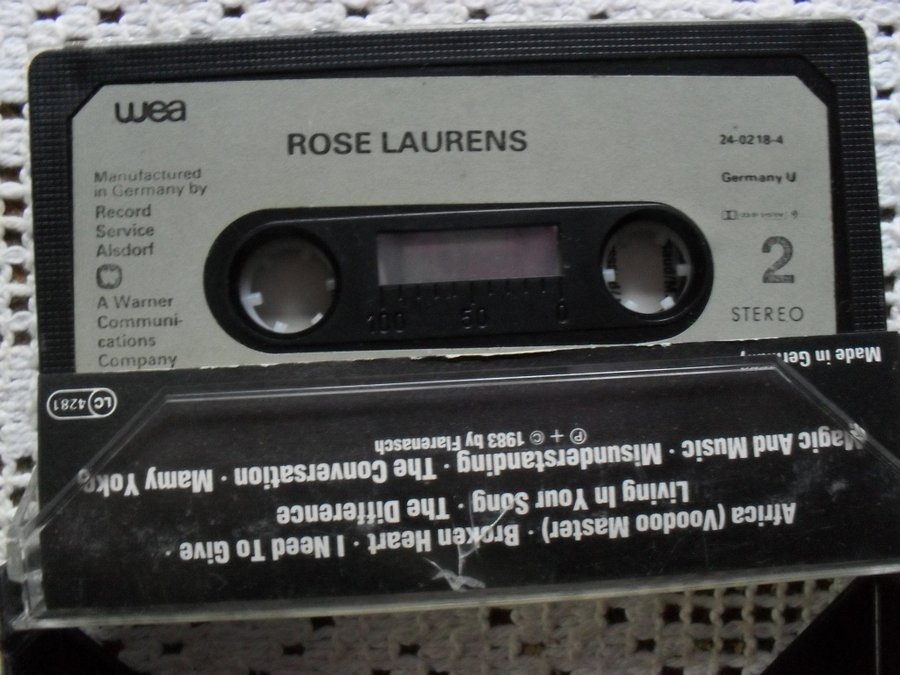 wea
ROSE LAURENS
24-0218-4
Manufactured
in Germany by
Record
Service
Alsdorf
A Warner
Communi-
cations
Company
Germany U
DOLBY SYSTEM
2
STEREO
100 50 0
Africa (Voodoo Master) · Broken Heart · I Need To Give ·
Living In Your Song · The Difference
Magic And Music · Misunderstanding · The Conversation · Mamy Yoko
℗ + © 1983 by Flarenasch
LC 4281
Made in Germany